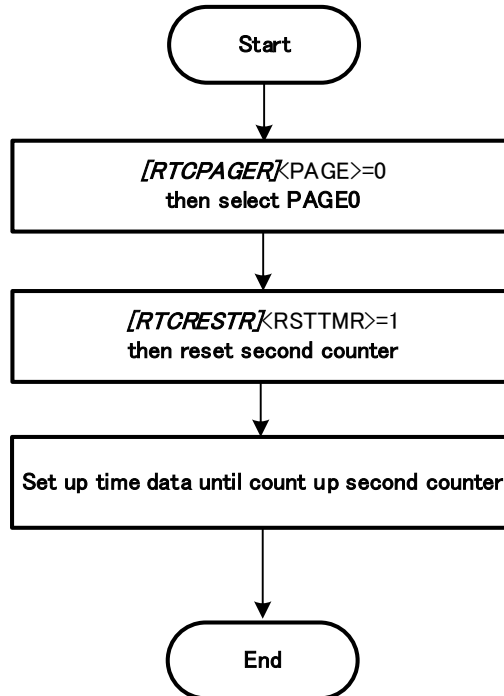 Start
[RTCPAGER]<PAGE>=0
then select PAGE0
[RTCRESTR]<RSTTMR>=1
then reset second counter
Set up time data until count up second counter
End